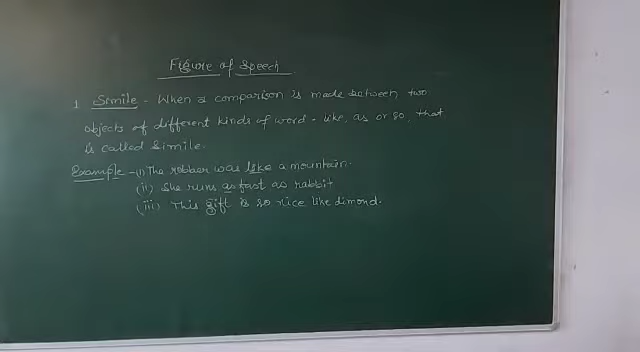 Figure of Speech
1 Simile - When a comparison is made between two
objects of different kinds of word - like, as or so, that
is called Simile.
Example - (i) The robber was like a mountain.
(ii) She runs as fast as rabbit
(iii) This gift is so nice like dimond.